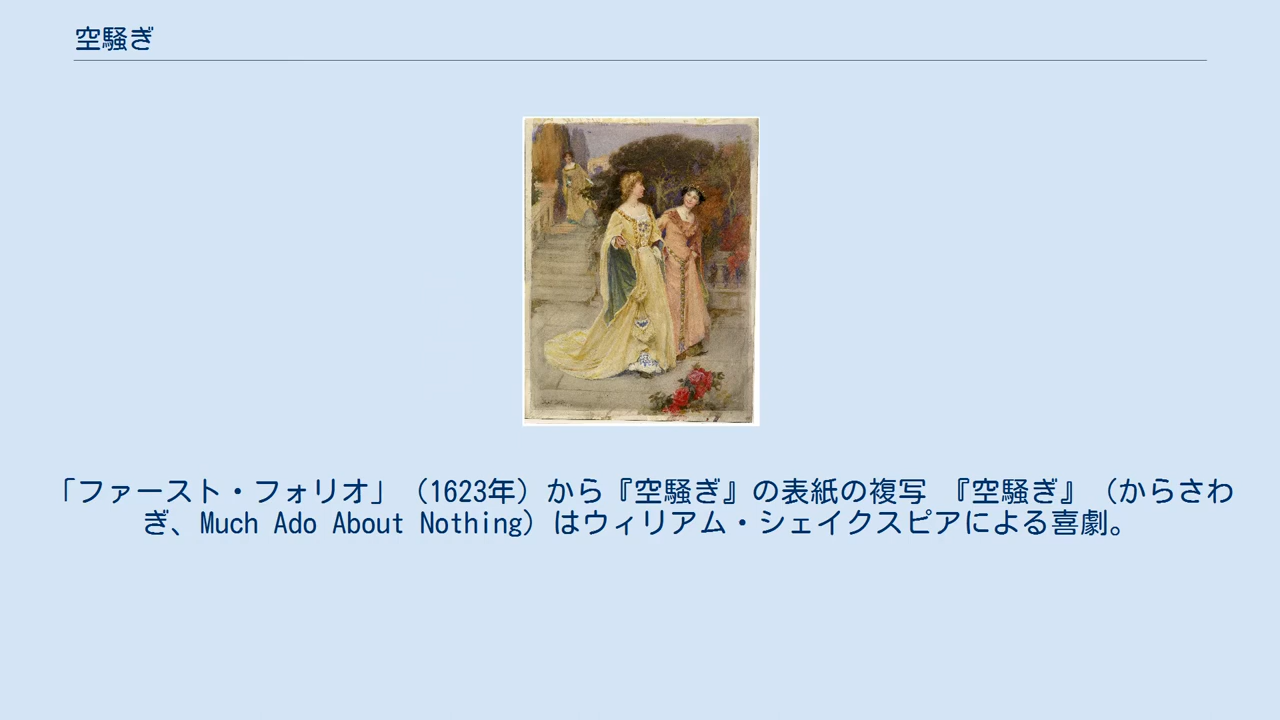 空騒ぎ
「ファースト・フォリオ」（1623年）から『空騒ぎ』の表紙の複写 『空騒ぎ』（からさわ
ぎ、Much Ado About Nothing）はウィリアム・シェイクスピアによる喜劇。